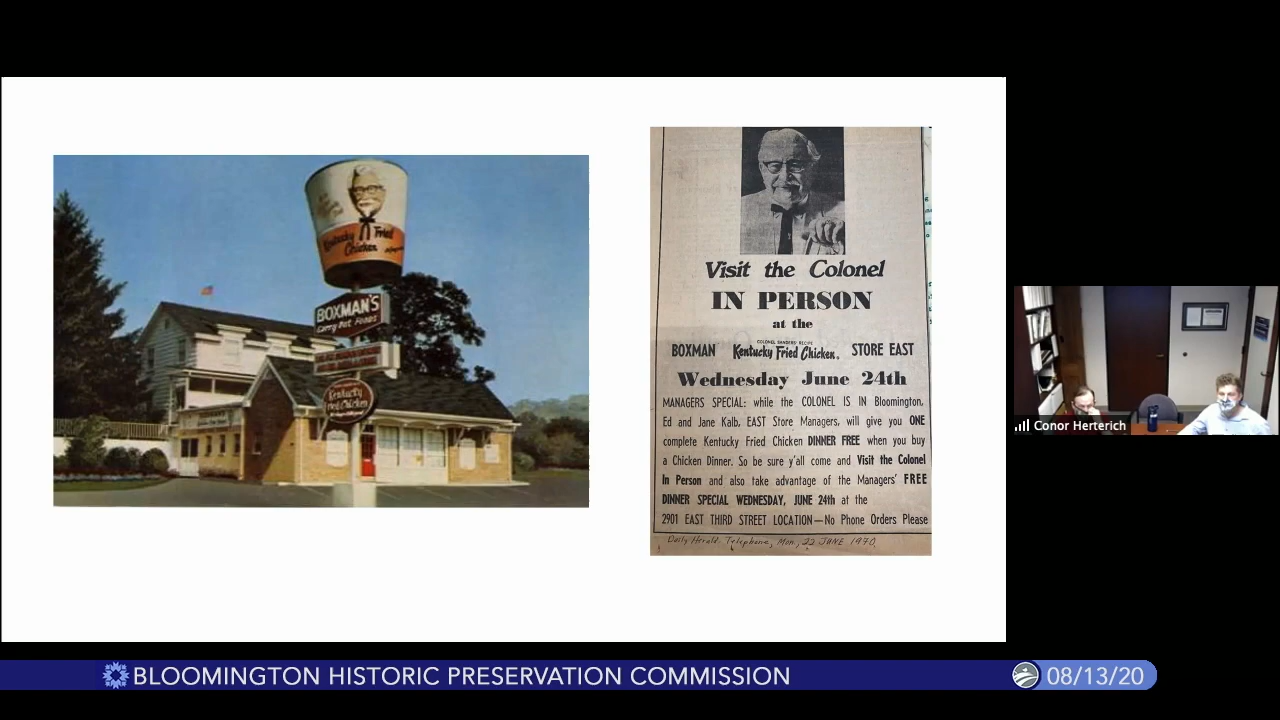 Kentucky Fried
Chicken
BOXMAN'S
Carry Out Foods
Kentucky
Fried Chicken
Visit the Colonel
IN PERSON
at the
COLONEL SANDERS' RECIPE
BOXMAN Kentucky Fried Chicken. STORE EAST
Wednesday June 24th
MANAGERS SPECIAL: while the COLONEL IS IN Bloomington,
Ed and Jane Kalb, EAST Store Managers, will give you ONE
complete Kentucky Fried Chicken DINNER FREE when you buy
a Chicken Dinner. So be sure y'all come and Visit the Colonel
In Person and also take advantage of the Managers' FREE
DINNER SPECIAL WEDNESDAY, JUNE 24th at the
2901 EAST THIRD STREET LOCATION—No Phone Orders Please
Daily Herald-Telephone, Mon., 22 JUNE 1970
Conor Herterich
BLOOMINGTON HISTORIC PRESERVATION COMMISSION
08/13/20